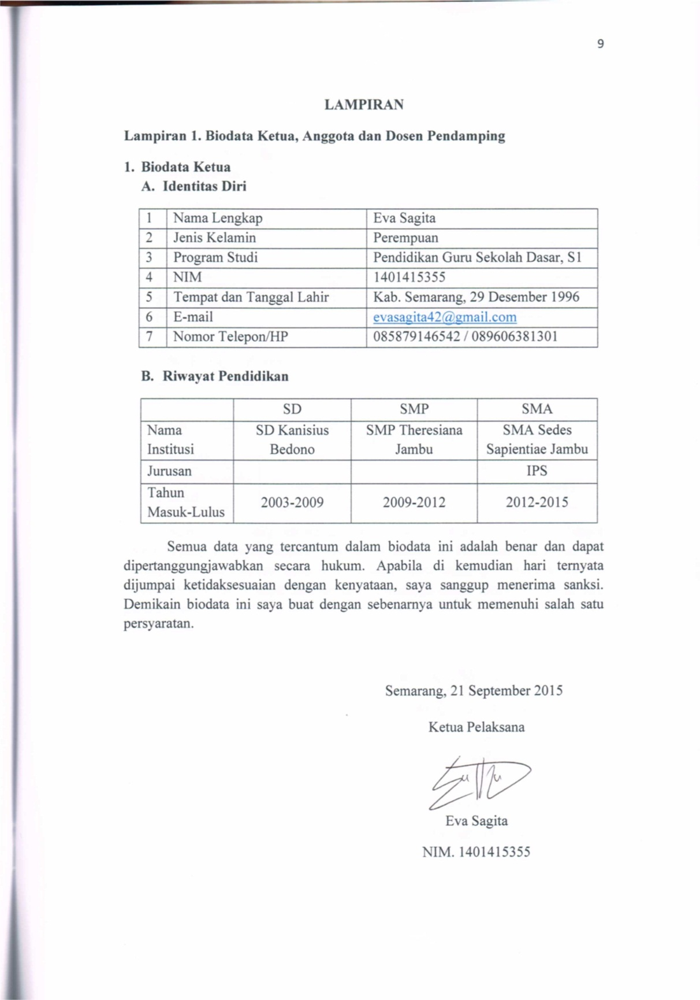 9
LAMPIRAN
Lampiran 1. Biodata Ketua, Anggota dan Dosen Pendamping
1. Biodata Ketua
A. Identitas Diri
1 Nama Lengkap Eva Sagita
2 Jenis Kelamin Perempuan
3 Program Studi Pendidikan Guru Sekolah Dasar, S1
4 NIM 1401415355
5 Tempat dan Tanggal Lahir Kab. Semarang, 29 Desember 1996
6 E-mail evasagita42@gmail.com
7 Nomor Telepon/HP 085879146542 / 089606381301
B. Riwayat Pendidikan
SD SMP SMA
Nama SD Kanisius SMP Theresiana SMA Sedes
Institusi Bedono Jambu Sapientiae Jambu
Jurusan IPS
Tahun
Masuk-Lulus 2003-2009 2009-2012 2012-2015
Semua data yang tercantum dalam biodata ini adalah benar dan dapat
dipertanggungjawabkan secara hukum. Apabila di kemudian hari ternyata
dijumpai ketidaksesuaian dengan kenyataan, saya sanggup menerima sanksi.
Demikain biodata ini saya buat dengan sebenarnya untuk memenuhi salah satu
persyaratan.
Semarang, 21 September 2015
Ketua Pelaksana
Eva Sagita
NIM. 1401415355